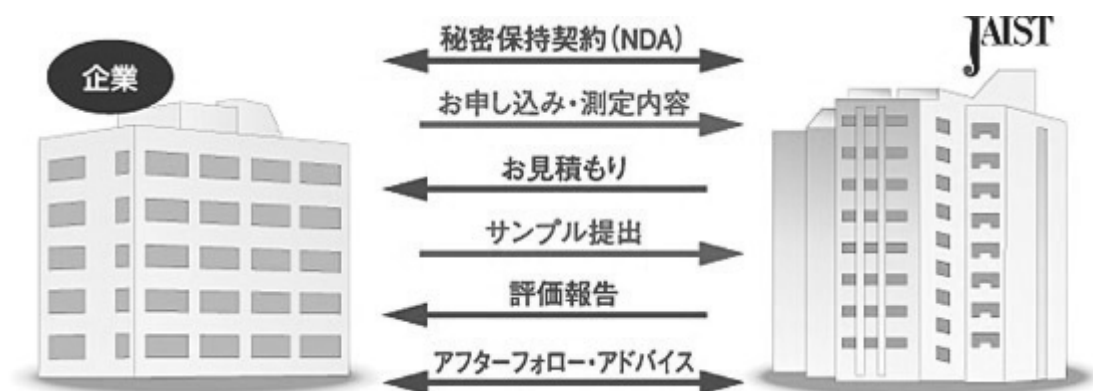 企業
JAIST
秘密保持契約(NDA)
お申し込み・測定内容
お見積もり
サンプル提出
評価報告
アフターフォロー・アドバイス